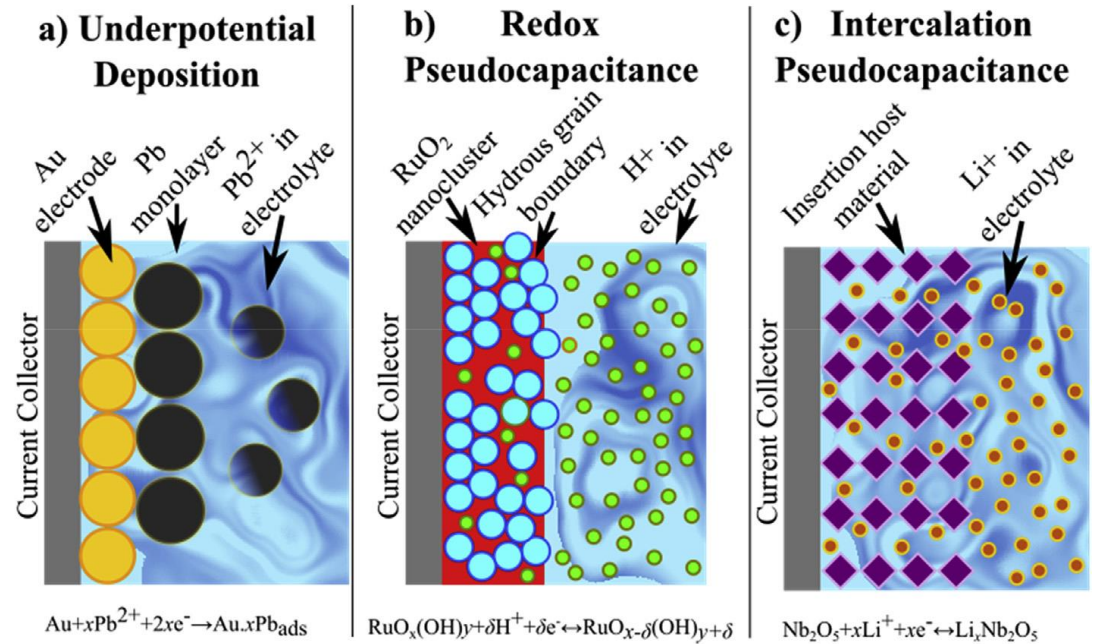 a) Underpotential
Deposition
Au
electrode
Pb
monolayer
Pb2+ in
electrolyte
Current Collector
Au+xPb2++2xe-→Au.xPbads
b) Redox
Pseudocapacitance
RuO2
nanocluster
Hydrous grain
boundary
H+ in
electrolyte
Current Collector
RuOx(OH)y+δH++δe-↔RuOx-δ(OH)y+δ
c) Intercalation
Pseudocapacitance
Insertion host
material
Li+ in
electrolyte
Current Collector
Nb2O5+xLi++xe-↔LixNb2O5